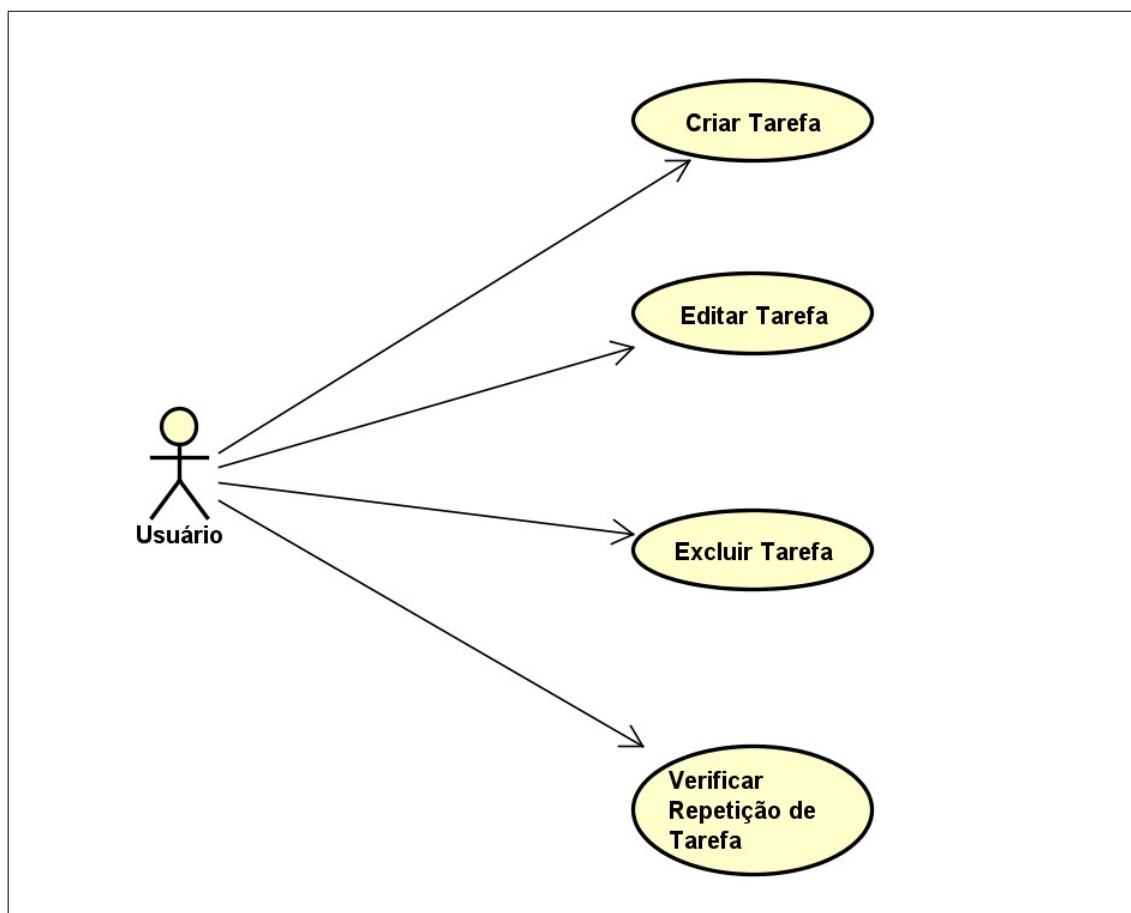 Criar Tarefa
Editar Tarefa
Usuário
Excluir Tarefa
Verificar
Repetição de
Tarefa